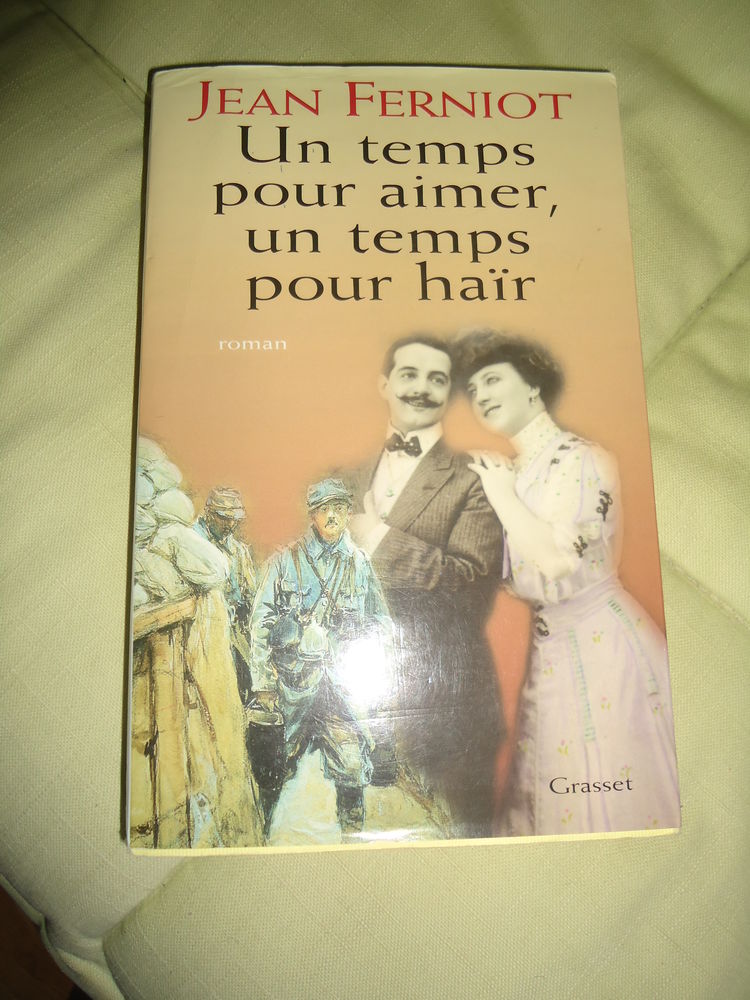 JEAN FERNIOT
Un temps
pour aimer,
un temps
pour haïr
roman
Grasset